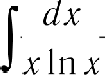 ∫ dx / (x ln x)